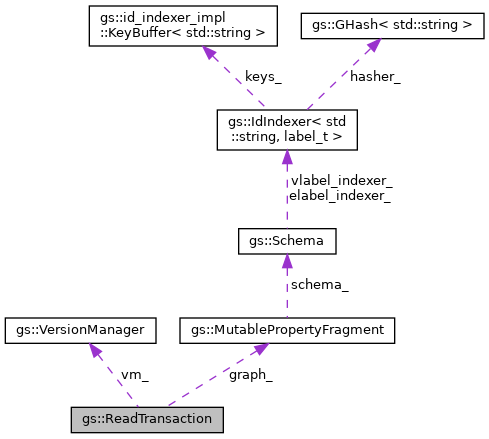 gs::id_indexer_impl
::KeyBuffer< std::string >
gs::GHash< std::string >
keys_
hasher_
gs::IdIndexer< std
::string, label_t >
vlabel_indexer_
elabel_indexer_
gs::Schema
schema_
gs::VersionManager
gs::MutablePropertyFragment
vm_
graph_
gs::ReadTransaction